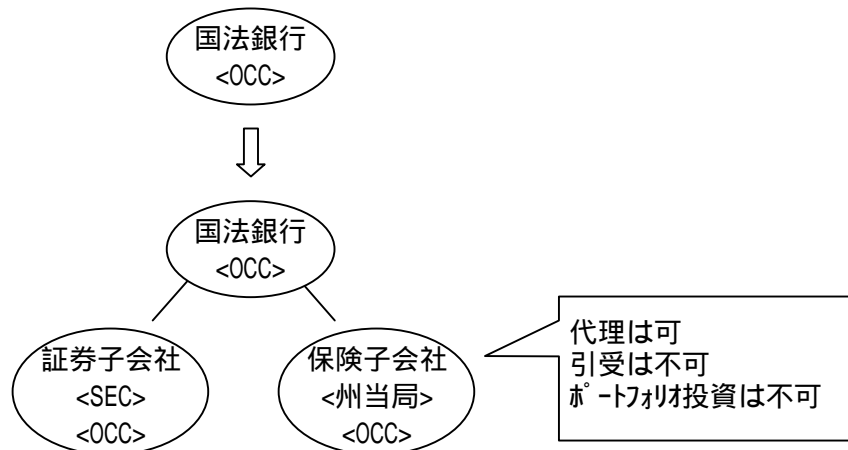 国法銀行
<OCC>
国法銀行
<OCC>
証券子会社
<SEC>
<OCC>
保険子会社
<州当局>
<OCC>
代理は可
引受は不可
ﾎﾟｰﾄﾌｫﾘｵ投資は不可